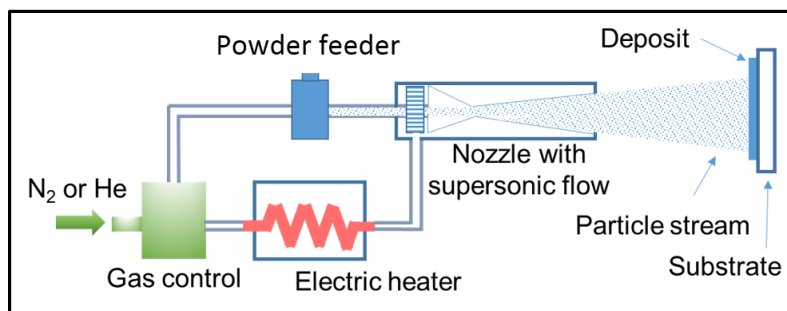 Powder feeder
Deposit
N₂ or He
Nozzle with
supersonic flow
Particle stream
Gas control
Electric heater
Substrate